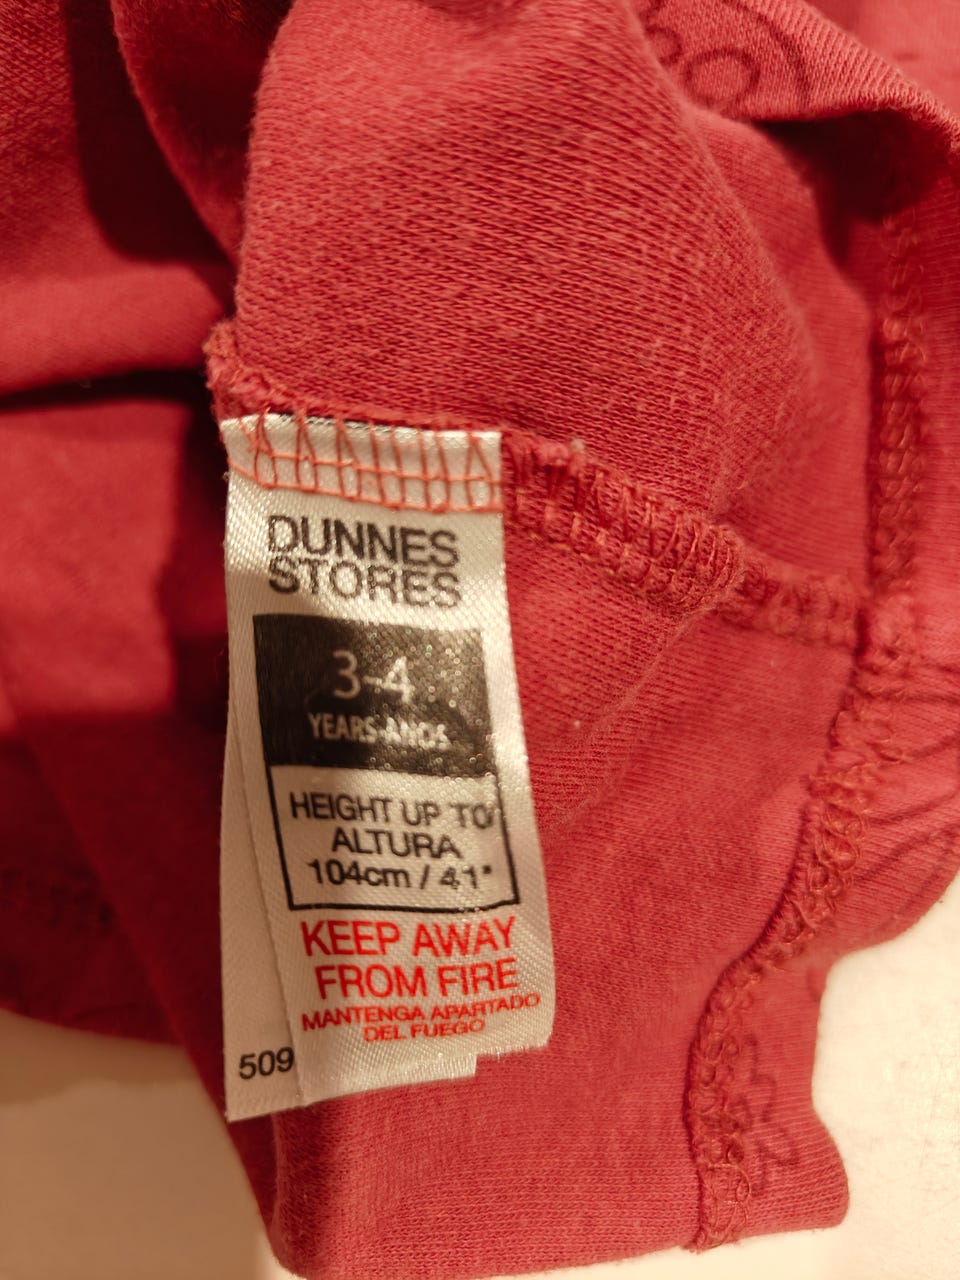 DUNNES
STORES
3-4
YEARS-ANOS
HEIGHT UP TO/
ALTURA
104cm / 41"
KEEP AWAY
FROM FIRE
MANTENGA APARTADO
DEL FUEGO
509